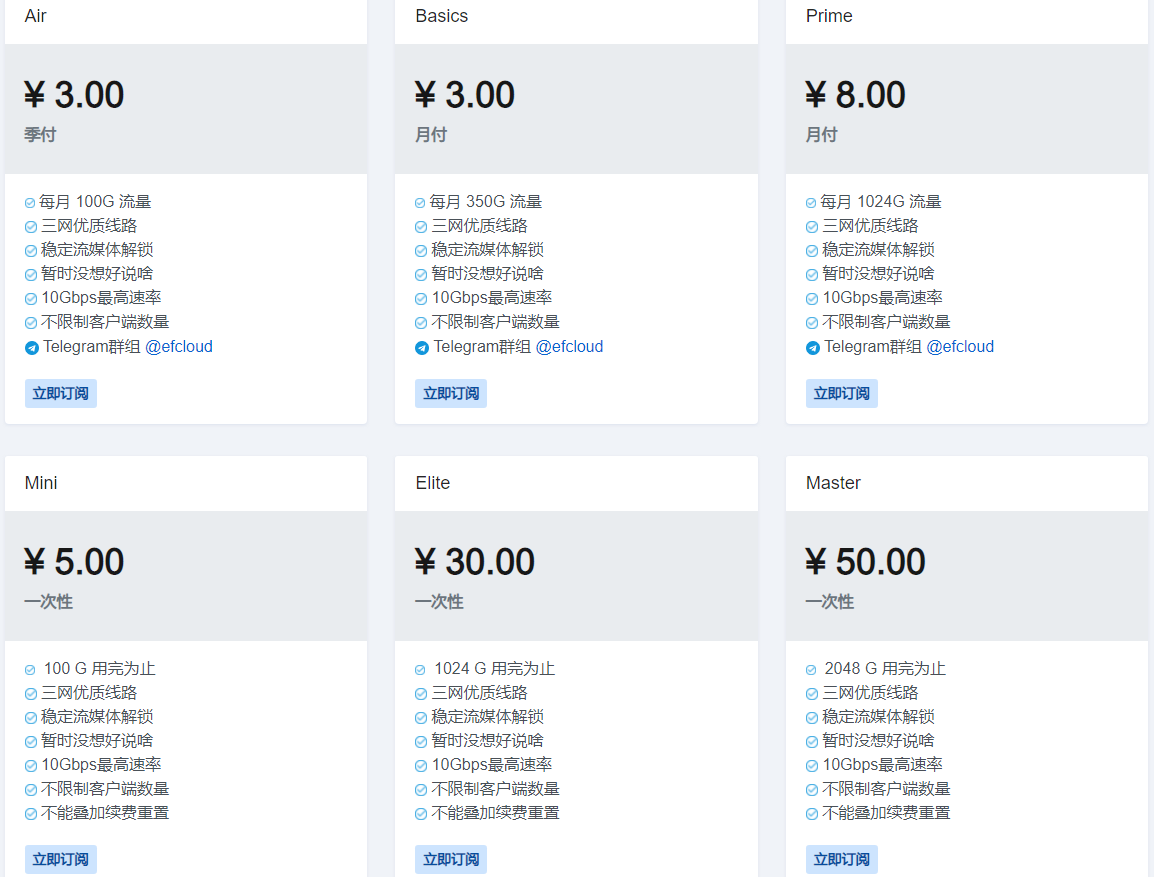 Air
¥ 3.00
季付
每月 100G 流量
三网优质线路
稳定流媒体解锁
暂时没想好说啥
10Gbps最高速率
不限制客户端数量
Telegram群组 @efcloud
立即订阅
Basics
¥ 3.00
月付
每月 350G 流量
三网优质线路
稳定流媒体解锁
暂时没想好说啥
10Gbps最高速率
不限制客户端数量
Telegram群组 @efcloud
立即订阅
Prime
¥ 8.00
月付
每月 1024G 流量
三网优质线路
稳定流媒体解锁
暂时没想好说啥
10Gbps最高速率
不限制客户端数量
Telegram群组 @efcloud
立即订阅
Mini
¥ 5.00
一次性
100 G 用完为止
三网优质线路
稳定流媒体解锁
暂时没想好说啥
10Gbps最高速率
不限制客户端数量
不能叠加续费重置
立即订阅
Elite
¥ 30.00
一次性
1024 G 用完为止
三网优质线路
稳定流媒体解锁
暂时没想好说啥
10Gbps最高速率
不限制客户端数量
不能叠加续费重置
立即订阅
Master
¥ 50.00
一次性
2048 G 用完为止
三网优质线路
稳定流媒体解锁
暂时没想好说啥
10Gbps最高速率
不限制客户端数量
不能叠加续费重置
立即订阅